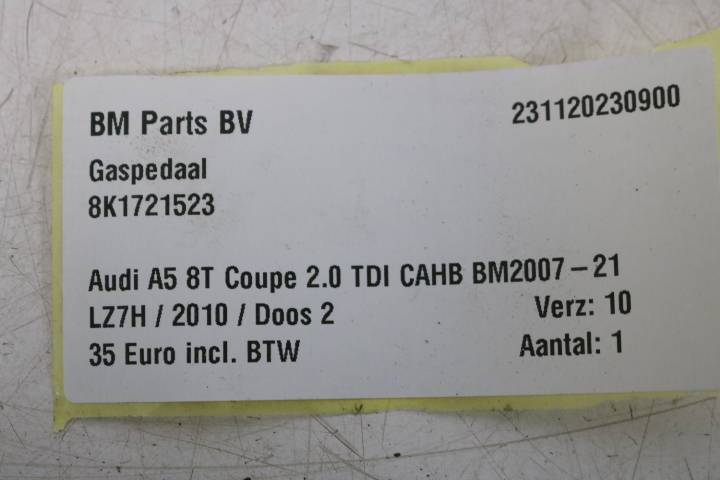 BM Parts BV
231120230900
Gaspedaal
8K1721523
Audi A5 8T Coupe 2.0 TDI CAHB BM2007-21
LZ7H / 2010 / Doos 2
Verz: 10
35 Euro incl. BTW
Aantal: 1